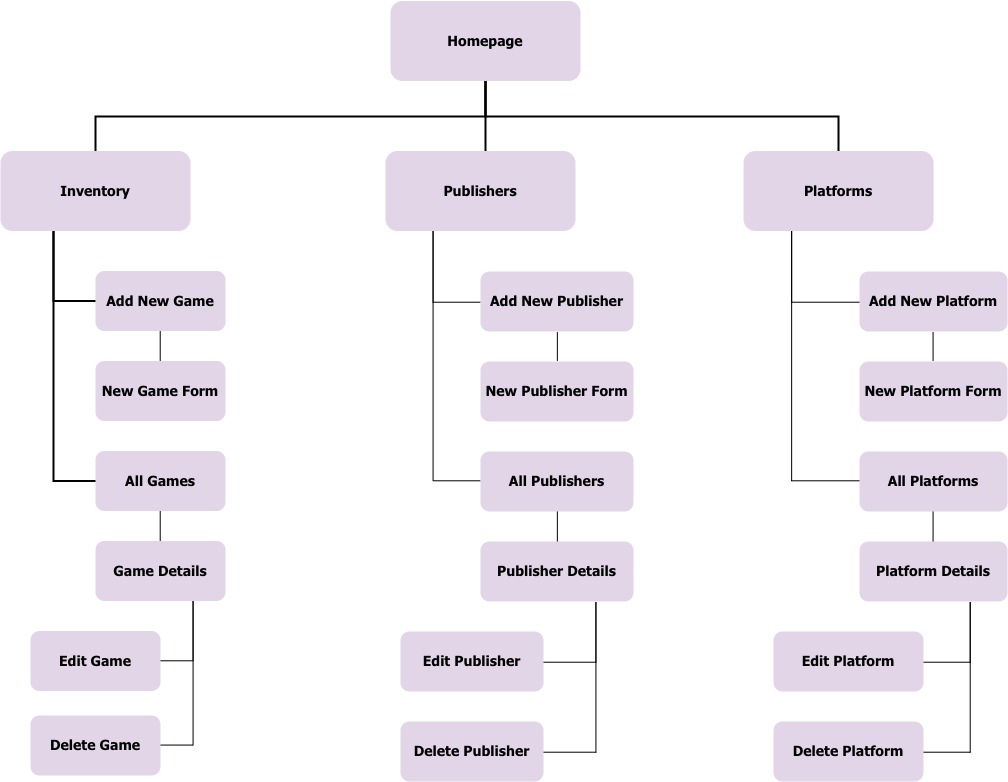 Homepage
Inventory
Publishers
Platforms
Add New Game
Add New Publisher
Add New Platform
New Game Form
New Publisher Form
New Platform Form
All Games
All Publishers
All Platforms
Game Details
Publisher Details
Platform Details
Edit Game
Edit Publisher
Edit Platform
Delete Game
Delete Publisher
Delete Platform